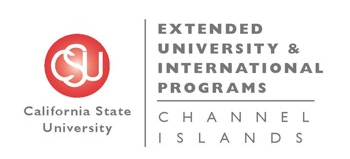 CSU
California State
University
EXTENDED
UNIVERSITY &
INTERNATIONAL
PROGRAMS
CHANNEL
ISLANDS